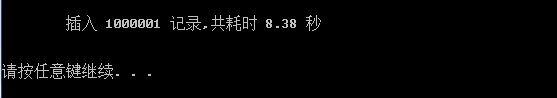 插入 1000001 记录,共耗时 8.38 秒
请按任意键继续. . .